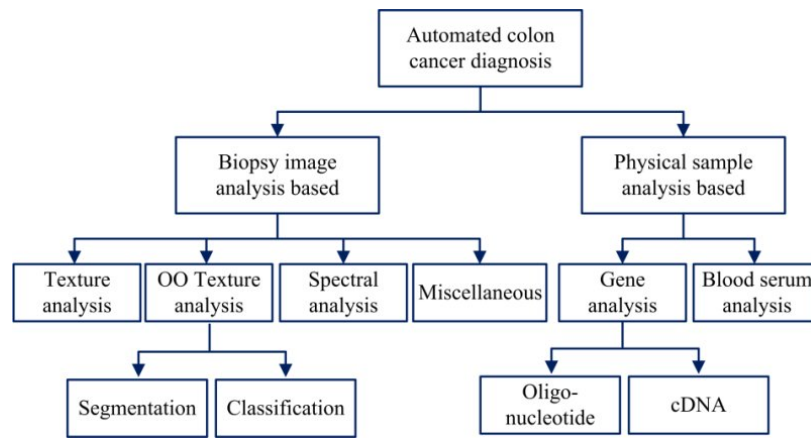 Automated colon
cancer diagnosis
Biopsy image
analysis based
Physical sample
analysis based
Texture
analysis
OO Texture
analysis
Spectral
analysis
Miscellaneous
Gene
analysis
Blood serum
analysis
Segmentation
Classification
Oligo-
nucleotide
cDNA